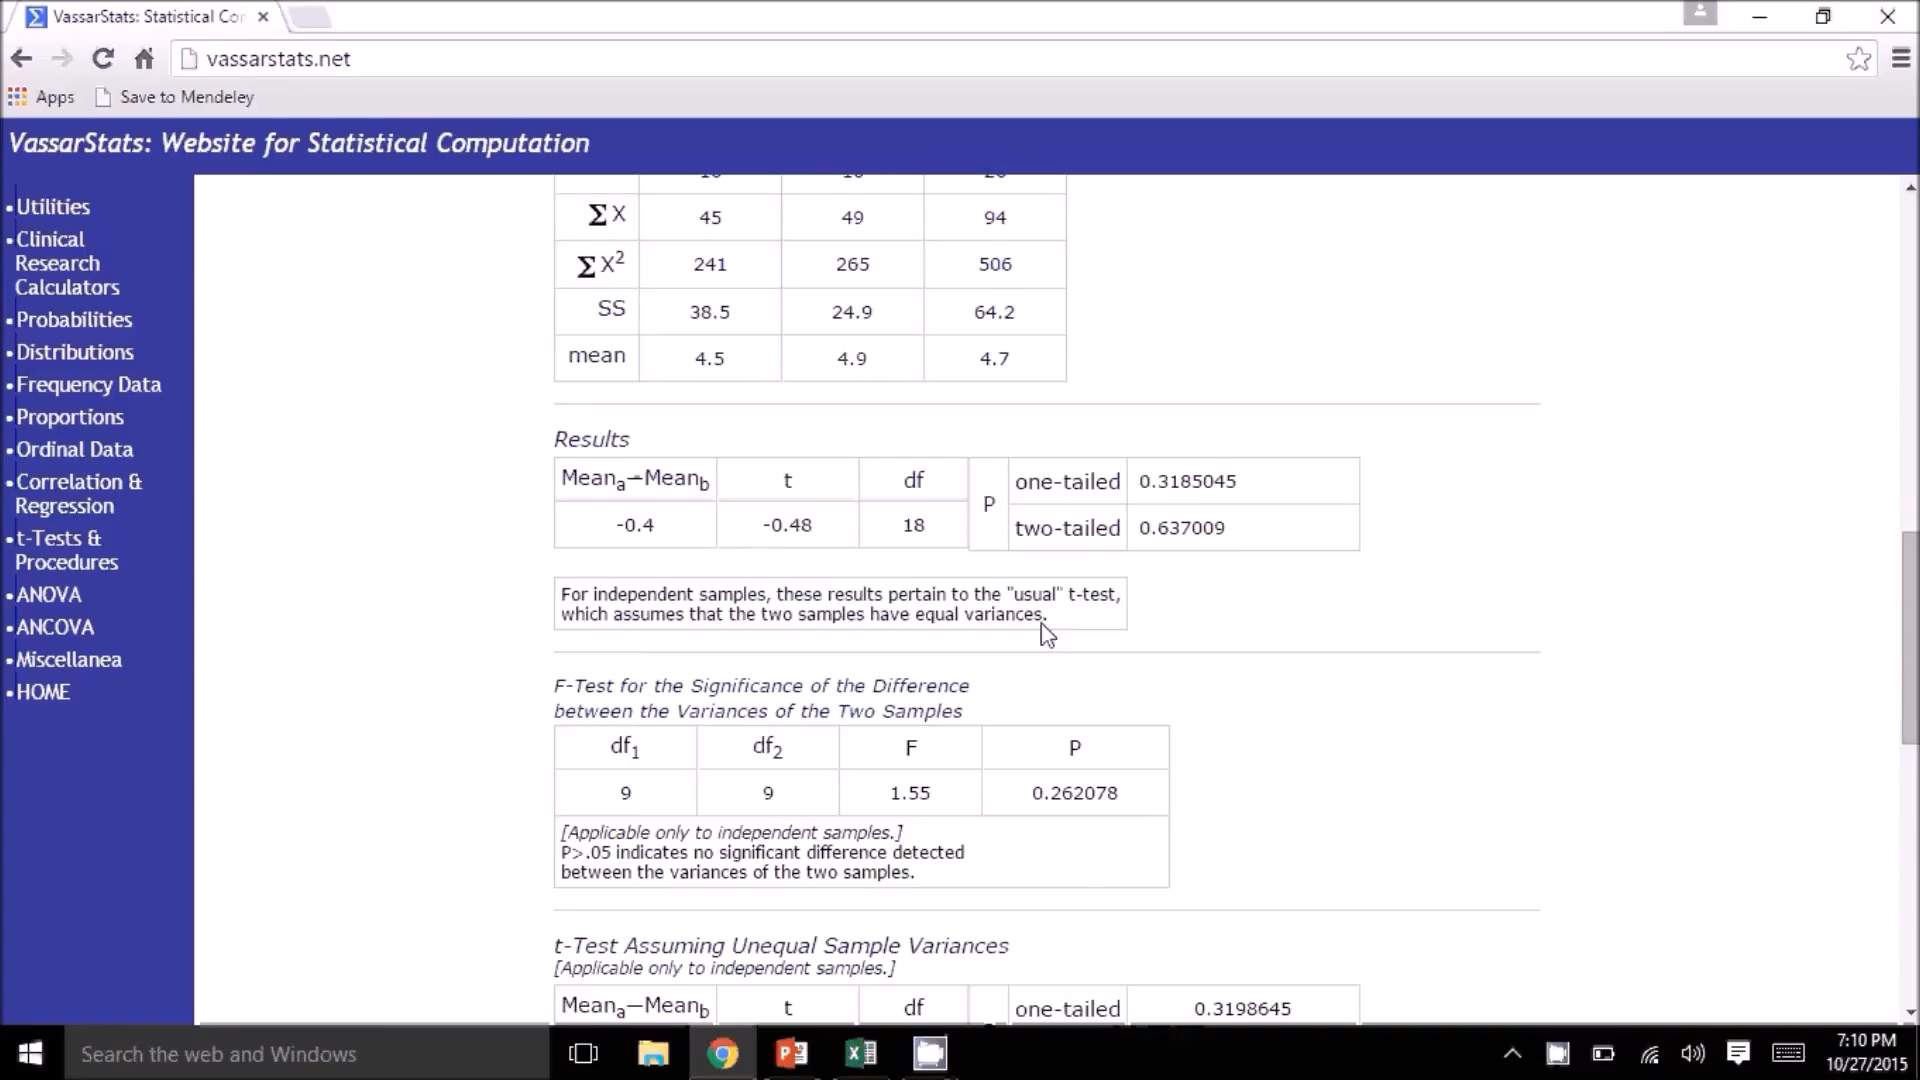 VassarStats: Statistical Co
vassarstats.net
Apps Save to Mendeley
VassarStats: Website for Statistical Computation
•Utilities
•Clinical
Research
Calculators
•Probabilities
•Distributions
•Frequency Data
•Proportions
•Ordinal Data
•Correlation &
Regression
•t-Tests &
Procedures
•ANOVA
•ANCOVA
•Miscellanea
•HOME
ΣX 45 49 94
ΣX² 241 265 506
SS 38.5 24.9 64.2
mean 4.5 4.9 4.7
Results
Meanₐ—Mean_b t df P one-tailed 0.3185045
-0.4 -0.48 18 two-tailed 0.637009
For independent samples, these results pertain to the "usual" t-test,
which assumes that the two samples have equal variances.
F-Test for the Significance of the Difference
between the Variances of the Two Samples
df₁ df₂ F P
9 9 1.55 0.262078
[Applicable only to independent samples.]
P>.05 indicates no significant difference detected
between the variances of the two samples.
t-Test Assuming Unequal Sample Variances
[Applicable only to independent samples.]
Meanₐ—Mean_b t df one-tailed 0.3198645
Search the web and Windows
7:10 PM
10/27/2015